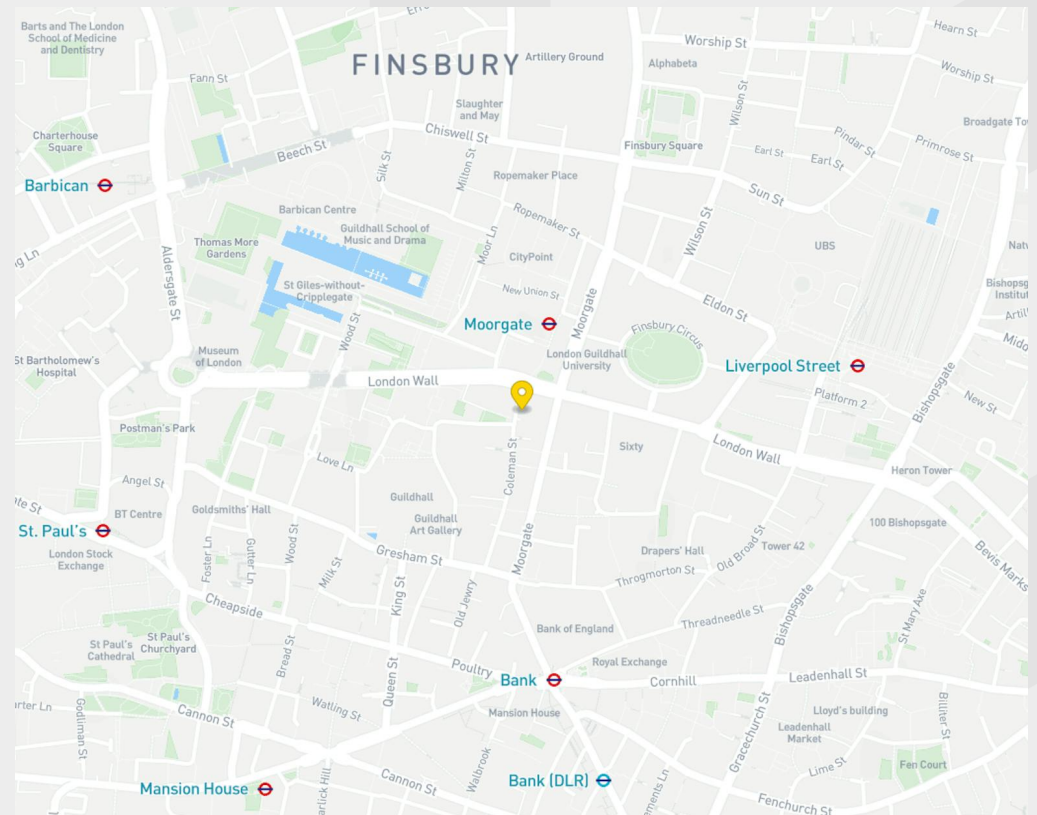 Barts and The London
School of Medicine
and Dentistry
FINSBURY
Artillery Ground
Worship St
Hearn St
Alphabeta
Worship St
Fann St
Wilson St
Slaughter
and May
Charterhouse
Square
Chiswell St
Broadgate
Beech St
Silk St
Milton St
Finsbury Square
Earl St
Earl St
Pindar St
Primrose St
Barbican
Ropemaker Place
Sun St
Barbican Centre
Ropemaker St
Wilson St
Thomas More
Gardens
Guildhall School of
Music and Drama
Moor Ln
UBS
CityPoint
Aldersgate St
St Giles-without-
Cripplegate
New Union St
Eldon St
Moorgate
Wood St
Moorgate
Finsbury Circus
Museum
of London
London Guildhall
University
Liverpool Street
St Bartholomew's
Hospital
London Wall
Platform 2
New St
Bishopsgate
Postman's Park
Coleman St
Sixty
London Wall
Love Ln
Heron Tower
Angel St
Guildhall
BT Centre
Goldsmiths' Hall
Guildhall
Art Gallery
100 Bishopsgate
St. Paul's
London Stock
Exchange
Foster Ln
Gutter Ln
Wood St
Milk St
Gresham St
Moorgate
Drapers' Hall
Old Broad St
Tower 42
Bevis Marks
Throgmorton St
King St
Old Jewry
Cheapside
Bishopsgate
St Mary Axe
Threadneedle St
Bank of England
St Paul's
Cathedral
St Paul's
Churchyard
Bread St
Queen St
Poultry
Royal Exchange
Bank
Cornhill
Leadenhall St
Godliman St
Cannon St
Watling St
Mansion House
Lloyd's building
Leadenhall
Market
Gracechurch St
Billiter St
Walbrook
Lime St
Fen Court
Mansion House
Cannon St
Bank (DLR)
Fenchurch St